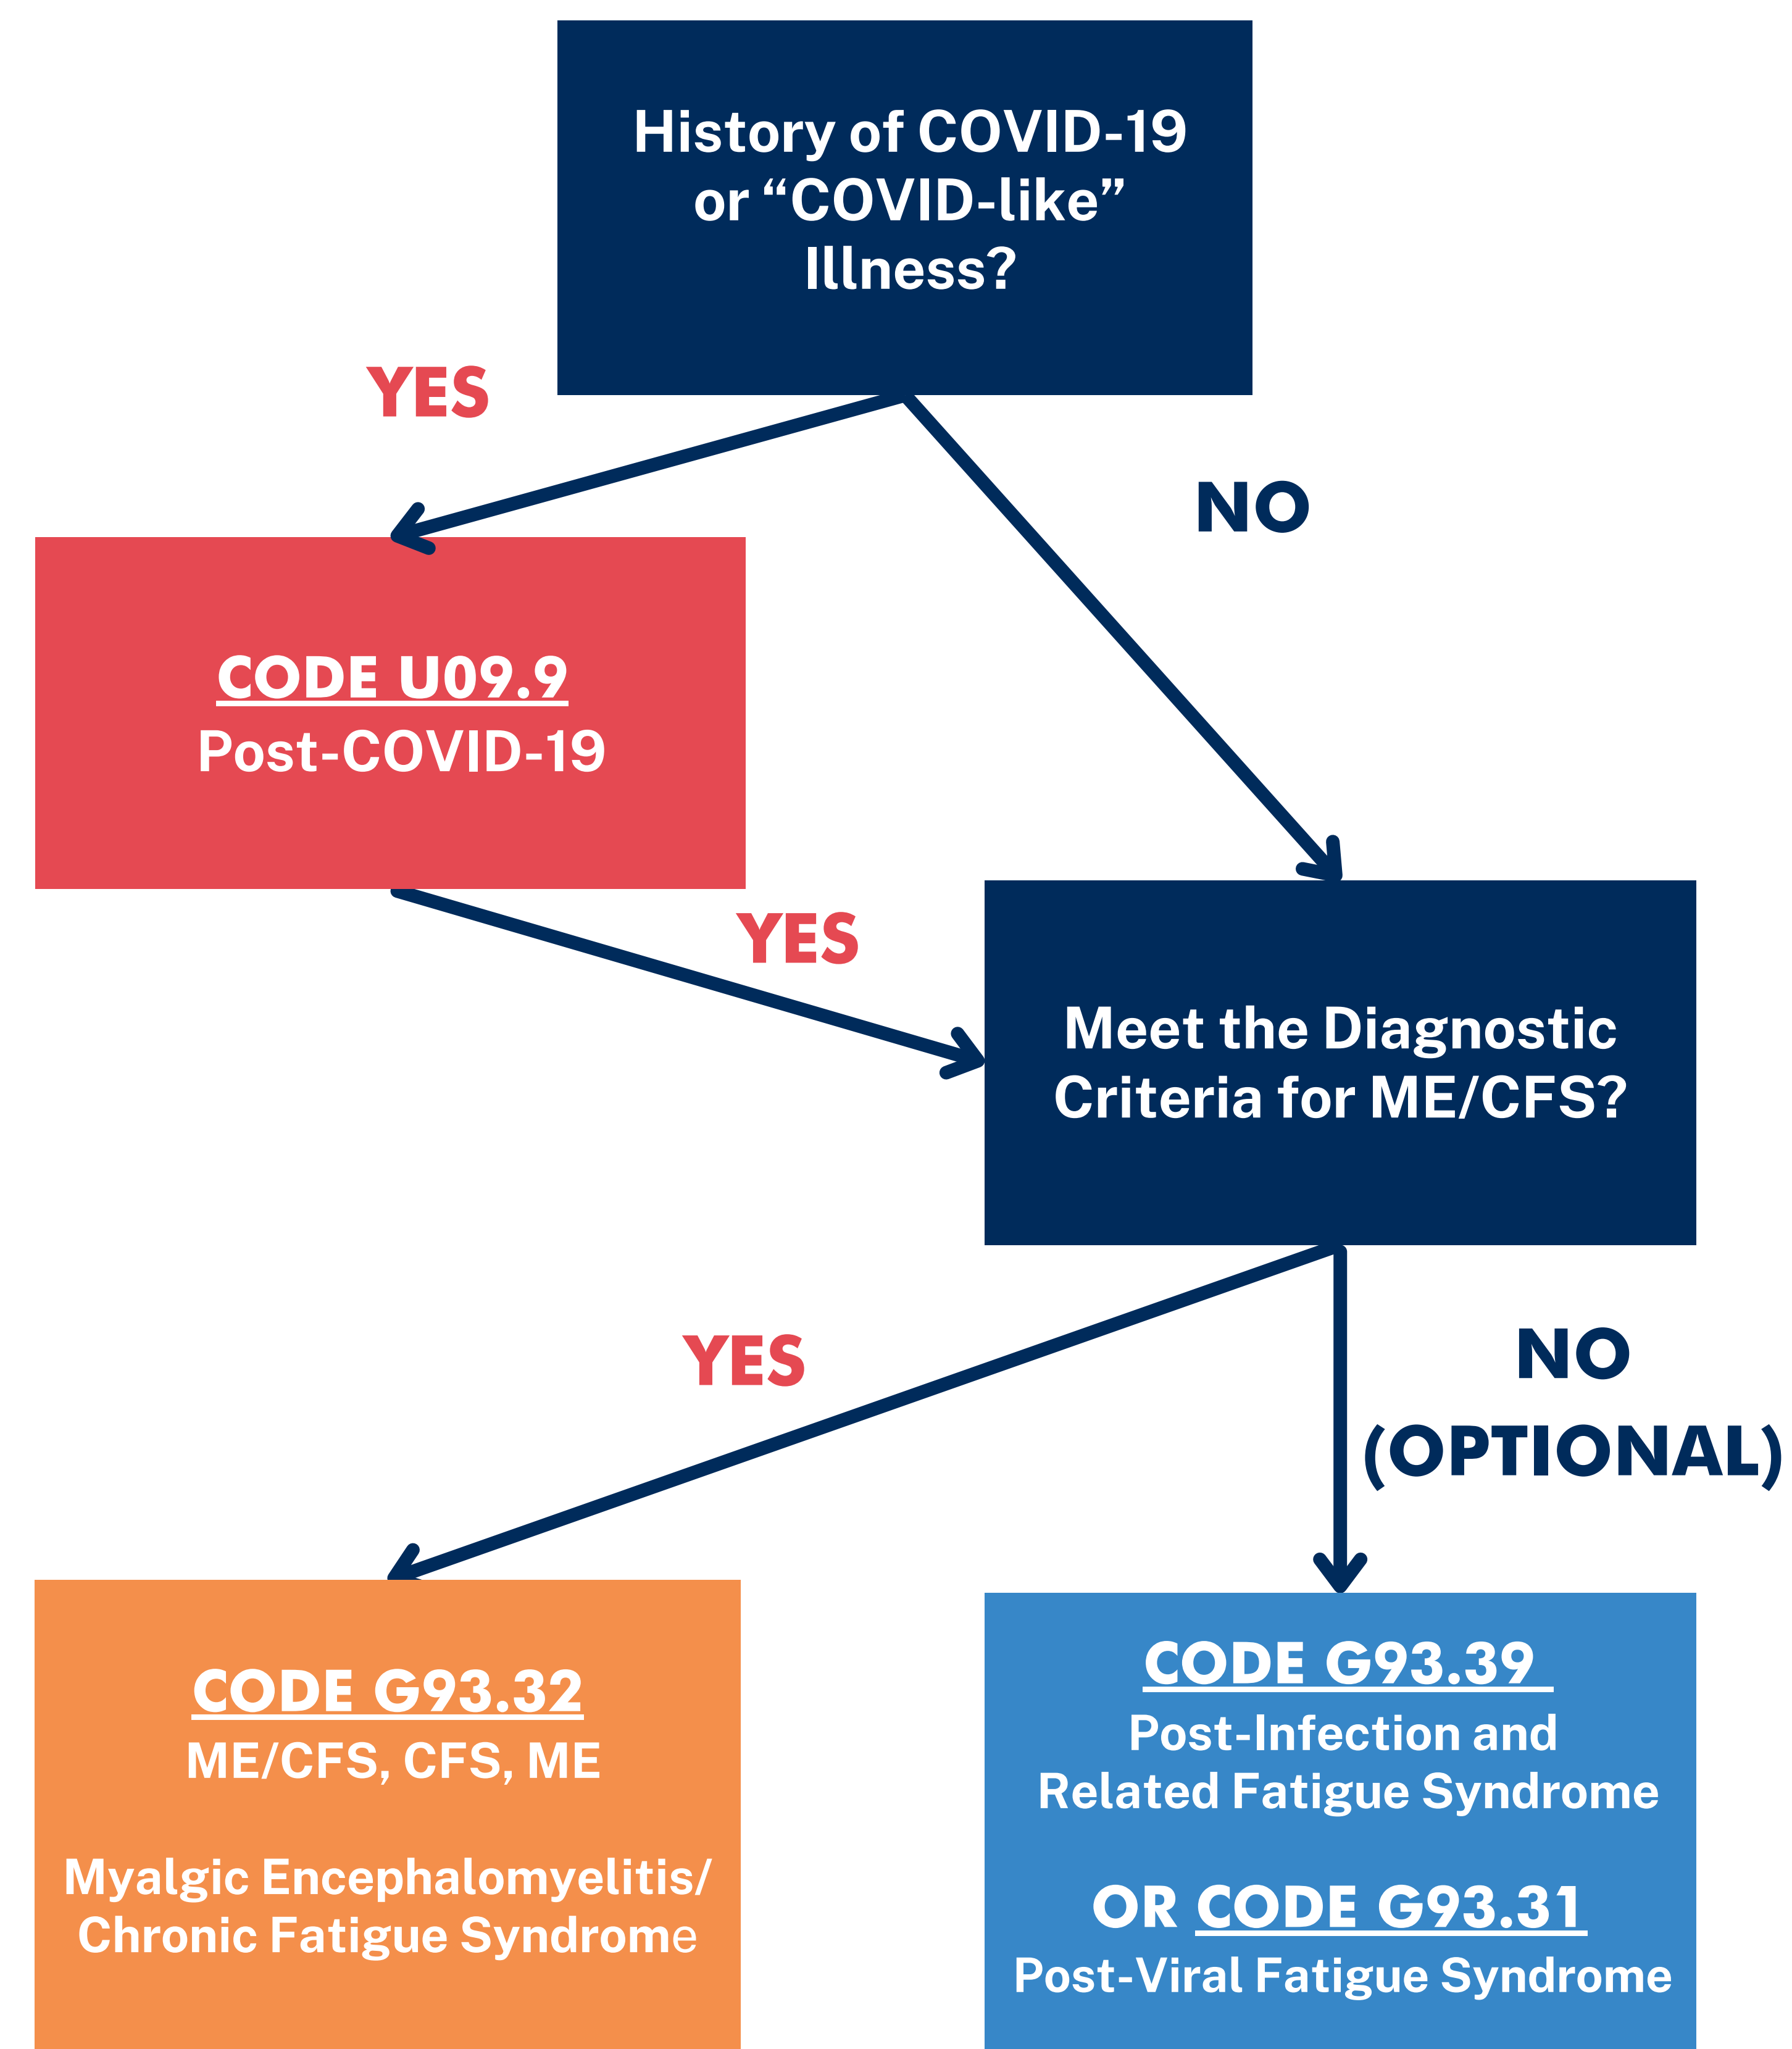 History of COVID-19
or “COVID-like”
Illness?
YES
NO
CODE U09.9
Post-COVID-19
YES
Meet the Diagnostic
Criteria for ME/CFS?
YES
NO
(OPTIONAL)
CODE G93.32
ME/CFS, CFS, ME
Myalgic Encephalomyelitis/
Chronic Fatigue Syndrome
CODE G93.39
Post-Infection and
Related Fatigue Syndrome
OR CODE G93.31
Post-Viral Fatigue Syndrome